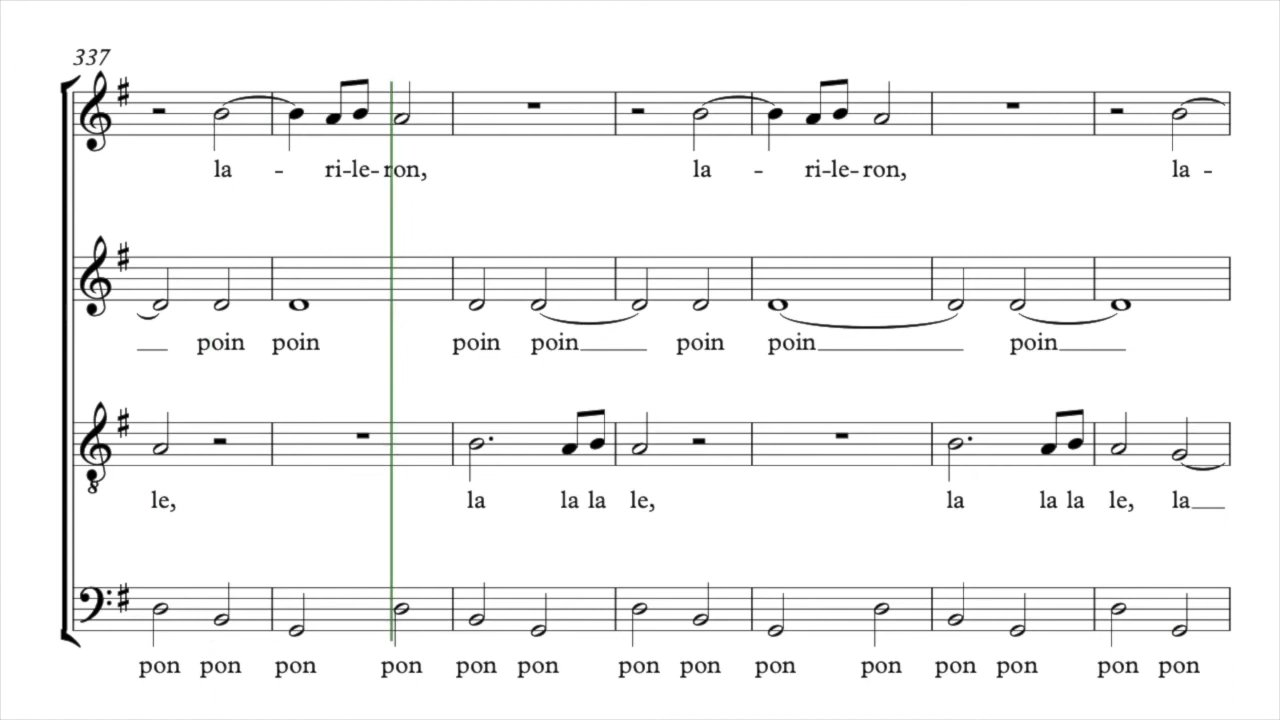 337
la - ri-le-ron, la - ri-le-ron, la -
poin poin poin poin poin poin poin
le, la la la le, la la la le, la
pon pon pon pon pon pon pon pon pon pon pon pon pon pon